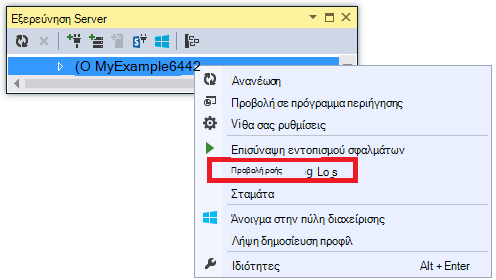 Εξερεύνηση Server
(Ο MyExample6442
Ανανέωση
Προβολή σε πρόγραμμα περιήγησης
Viθα σας ρυθμίσεις
Επισύναψη εντοπισμού σφαλμάτων
Προβολή ροής g Lo,s
Σταμάτα
Άνοιγμα στην πύλη διαχείρισης
Λήψη δημοσίευση προφίλ
Ιδιότητες Alt + Enter